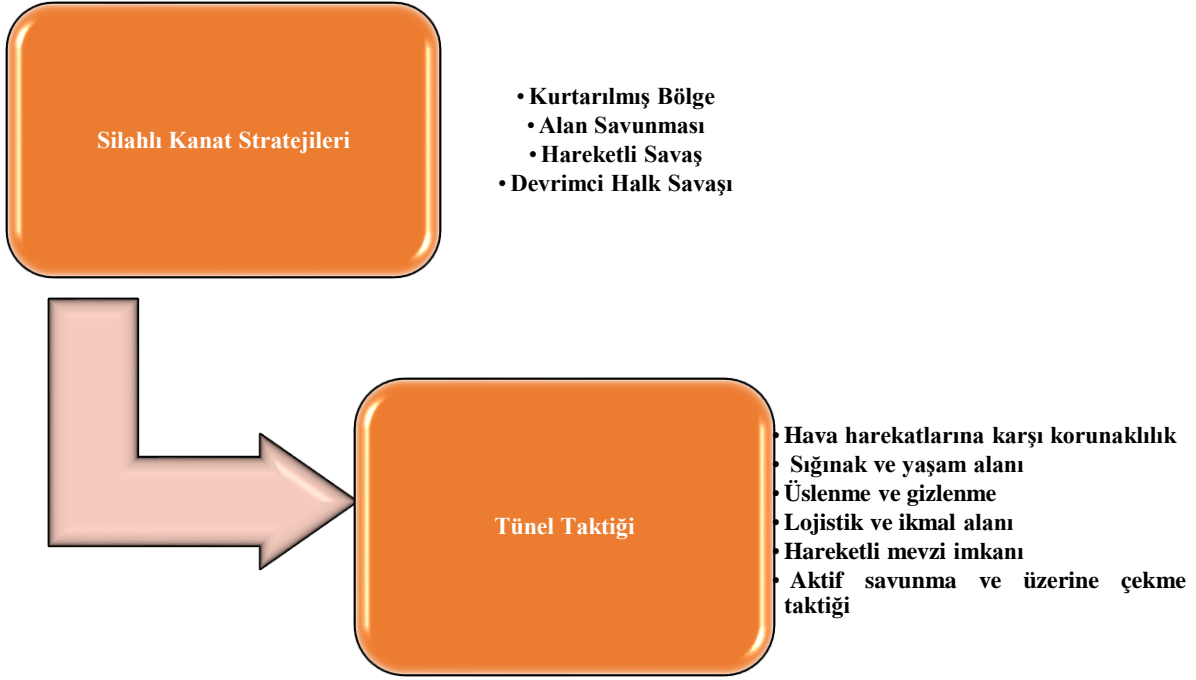 Silahlı Kanat Stratejileri
• Kurtarılmış Bölge
• Alan Savunması
• Hareketli Savaş
• Devrimci Halk Savaşı
Tünel Taktiği
• Hava harekatlarına karşı korunaklılık
• Sığınak ve yaşam alanı
• Üslenme ve gizlenme
• Lojistik ve ikmal alanı
• Hareketli mevzi imkanı
• Aktif savunma ve üzerine çekme
taktiği